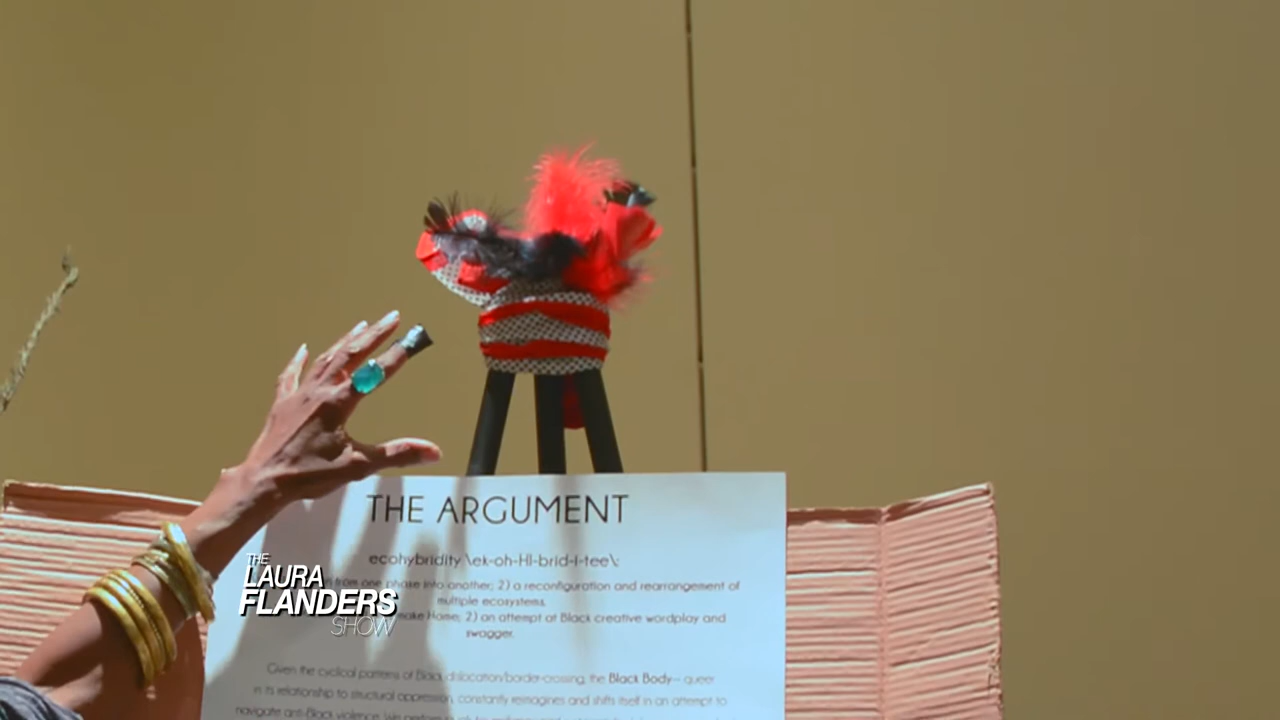 THE ARGUMENT
ecohybridity \ek-oh-HI-brid-i-tee\:
from one phase into another; 2) a reconfiguration and rearrangement of
multiple ecosystems.
make Home; 2) an attempt at Black creative wordplay and
swagger.
Given the cyclical patterns of Black dislocation/border-crossing, the Black Body— queer
in its relationship to structural oppression, constantly reimagines and shifts itself in an attempt to
navigate anti-Black violence. We
THE
LAURA
FLANDERS
SHOW